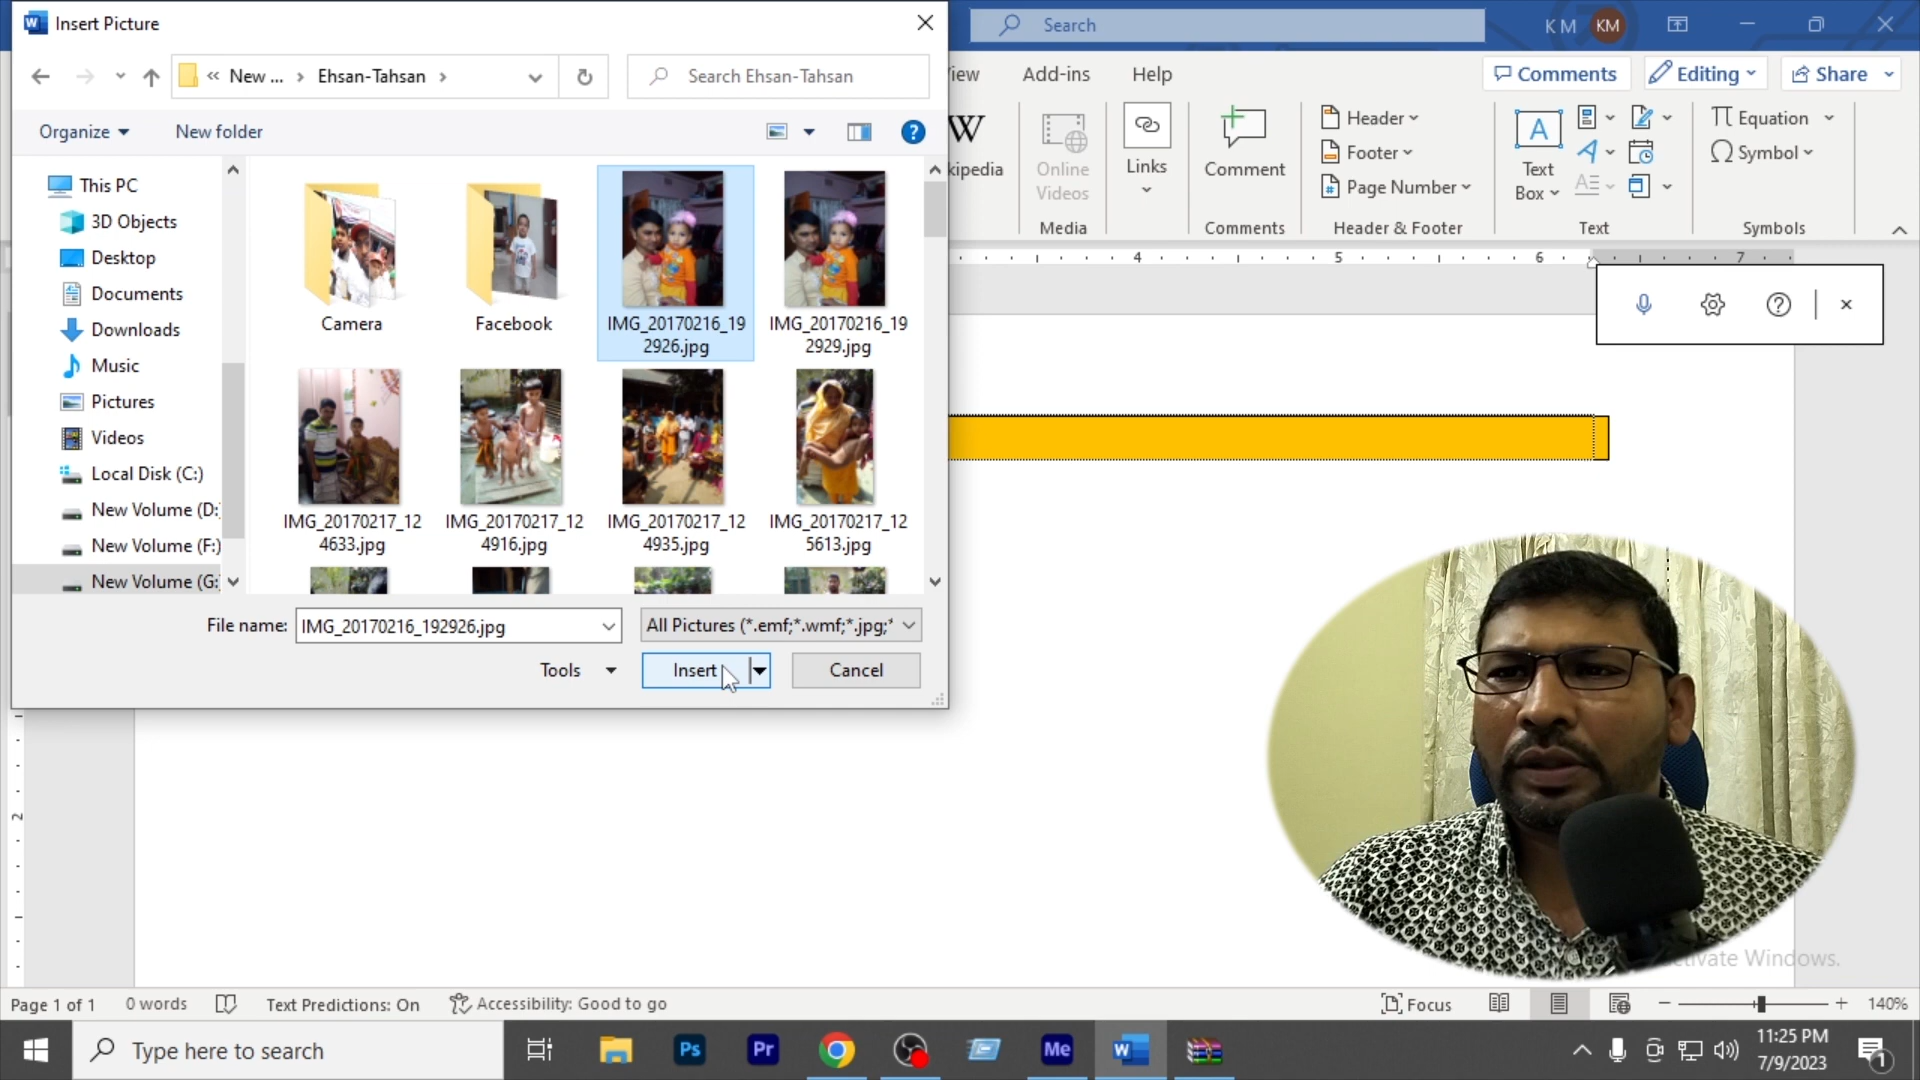 Insert Picture
Search
K M
KM
New ...
Ehsan-Tahsan
Search Ehsan-Tahsan
Add-ins
Help
Comments
Editing
Share
Organize
New folder
This PC
3D Objects
Desktop
Documents
Downloads
Music
Pictures
Videos
Local Disk (C:)
New Volume (D:
New Volume (F:)
New Volume (G:
Camera
Facebook
IMG_20170216_19
2926.jpg
IMG_20170216_19
2929.jpg
IMG_20170217_12
4633.jpg
IMG_20170217_12
4916.jpg
IMG_20170217_12
4935.jpg
IMG_20170217_12
5613.jpg
File name:
IMG_20170216_192926.jpg
All Pictures (*.emf;*.wmf;*.jpg;*
Tools
Insert
Cancel
Online
Videos
Media
Links
Comment
Comments
Header
Footer
Page Number
Header & Footer
Text
Box
Text
Equation
Symbol
Symbols
4
5
6
7
2
Page 1 of 1
0 words
Text Predictions: On
Accessibility: Good to go
Focus
140%
Type here to search
Ps
Pr
Me
W
11:25 PM
7/9/2023
1